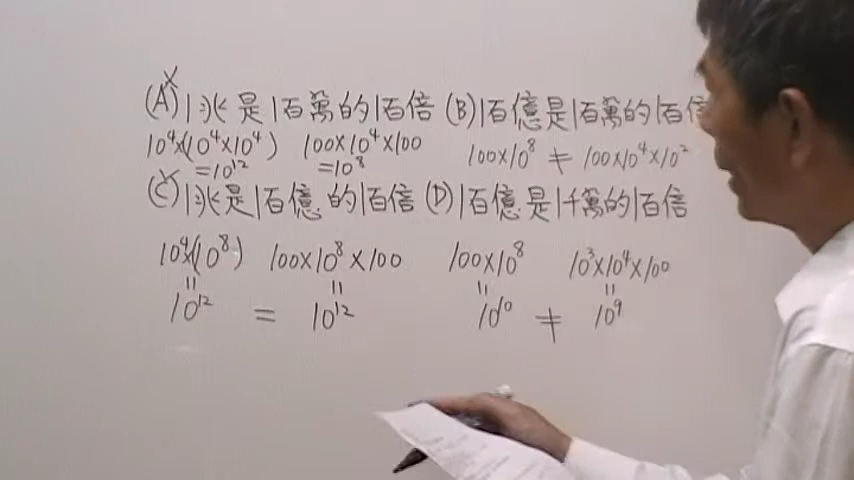 (A) 1兆是1百萬的1百倍 (B) 1百億是1百萬的1百倍
10⁴×(10⁴×10⁴) 100×10⁴×100 100×10⁸ ≠ 100×10⁴×10²
=10¹² =10⁸
(C) 1兆是1百億的1百倍 (D) 1百億是1千萬的1百倍
10⁴×(10⁸) 100×10⁸×100 100×10⁸ 10³×10⁴×100
= = = =
10¹² = 10¹² 10¹⁰ ≠ 10⁹